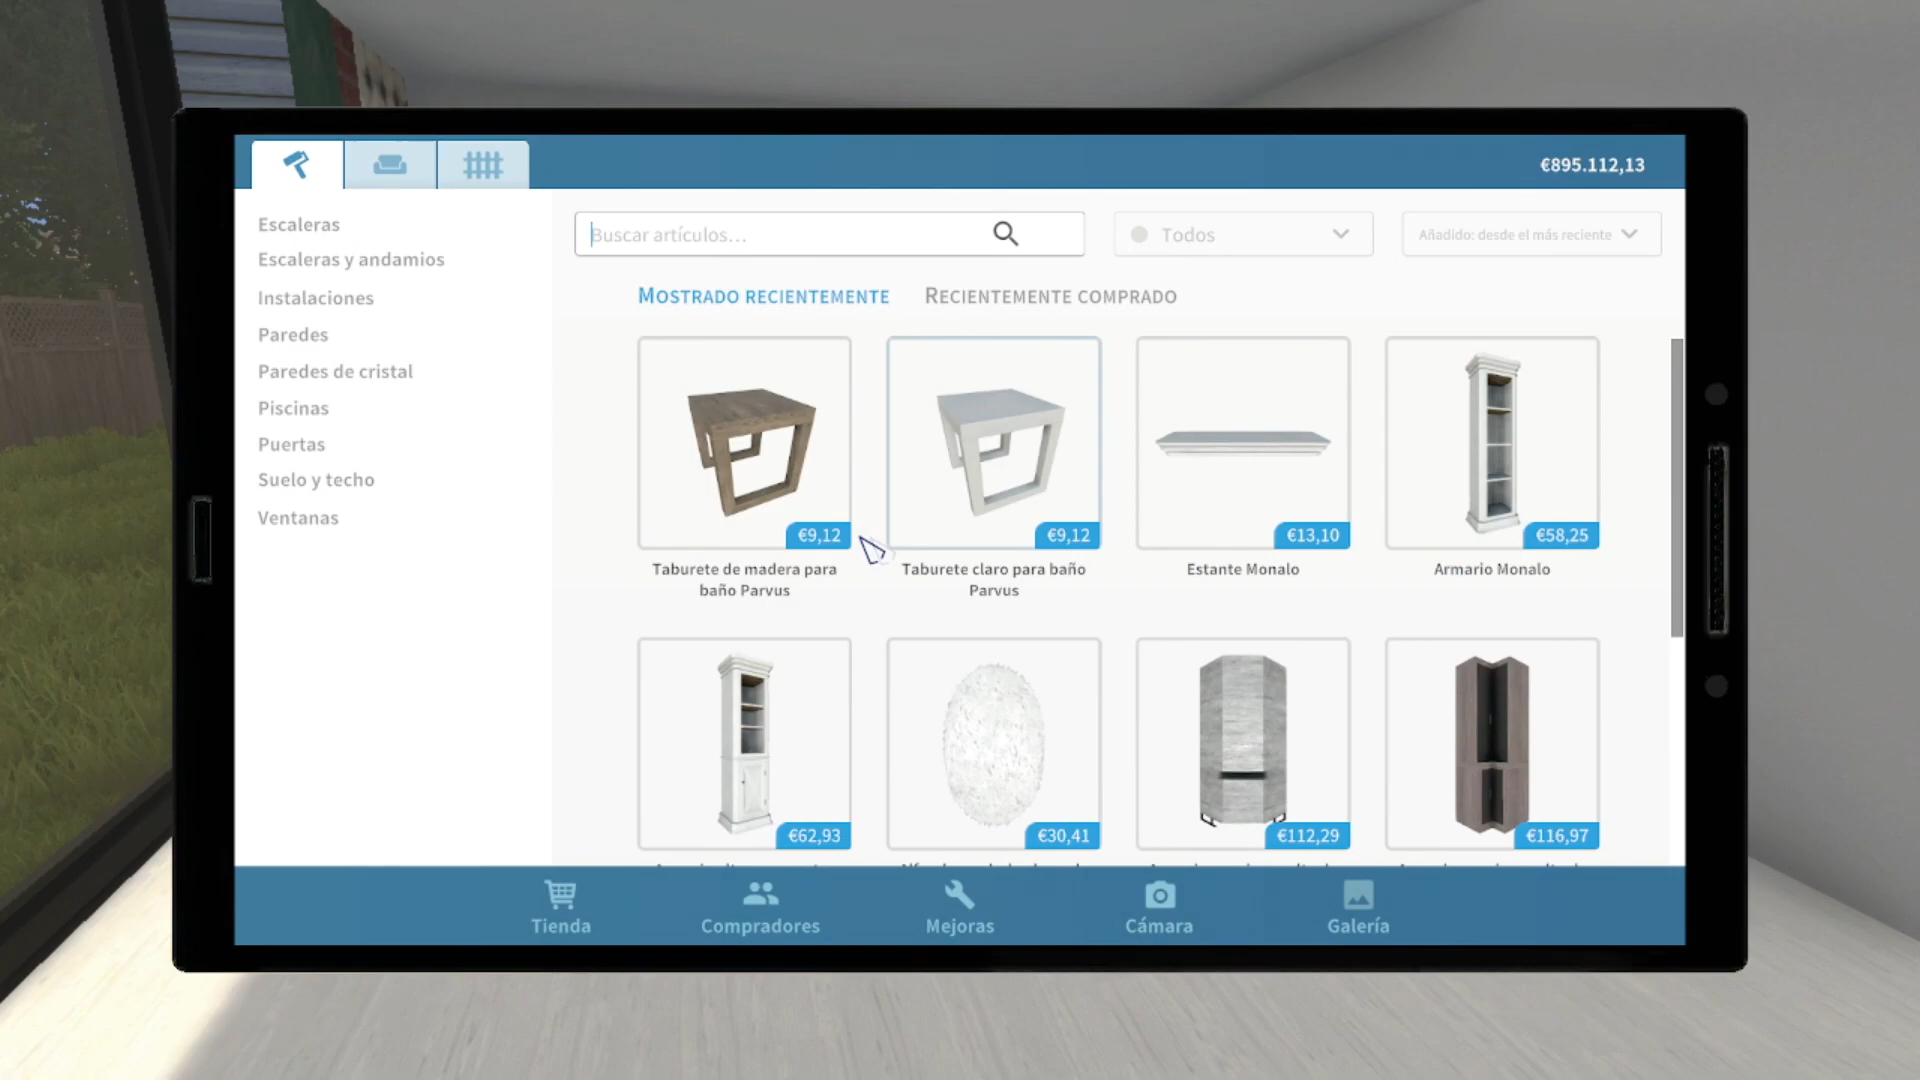 €895.112,13
Escaleras
Escaleras y andamios
Instalaciones
Paredes
Paredes de cristal
Piscinas
Puertas
Suelo y techo
Ventanas
Buscar artículos...
Todos
Añadido: desde el más reciente
MOSTRADO RECIENTEMENTE
RECIENTEMENTE COMPRADO
€9,12
€9,12
€13,10
€58,25
Taburete de madera para
baño Parvus
Taburete claro para baño
Parvus
Estante Monalo
Armario Monalo
€62,93
€30,41
€112,29
€116,97
Tienda
Compradores
Mejoras
Cámara
Galería